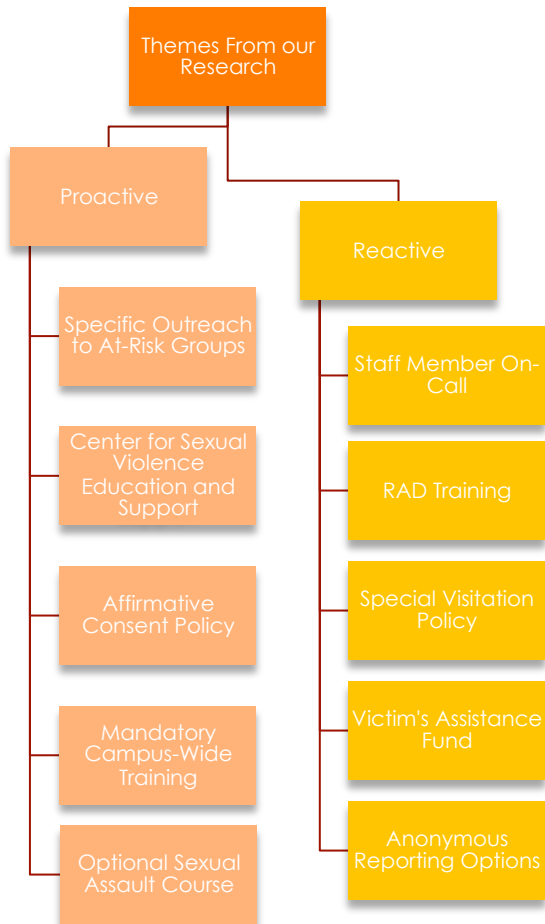 Themes From our
Research
Proactive
Specific Outreach
to At-Risk Groups
Center for Sexual
Violence
Education and
Support
Affirmative
Consent Policy
Mandatory
Campus-Wide
Training
Optional Sexual
Assault Course
Reactive
Staff Member On-
Call
RAD Training
Special Visitation
Policy
Victim's Assistance
Fund
Anonymous
Reporting Options